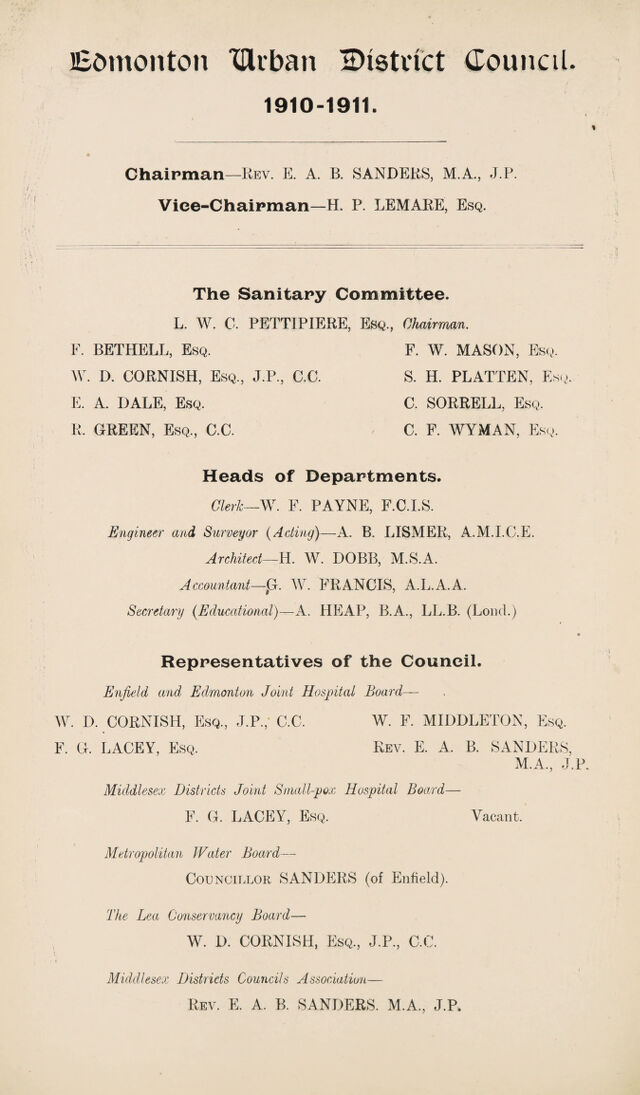 Edmonton Urban District Council.
1910-1911.
Chairman—Rev. E. A. B. SANDERS, M.A., J.P.
Vice-Chairman—H. P. LEMARE, Esq.
The Sanitary Committee.
L. W. C. PETTIPIERE, Esq., Chairman.
F. BETHELL, Esq. F. W. MASON, Esq.
W. D. CORNISH, Esq., J.P., C.C. S. H. PLATTEN, Esq.
E. A. DALE, Esq. C. SORRELL, Esq.
R. GREEN, Esq., C.C. C. F. WYMAN, Esq.
Heads of Departments.
Clerk—W. F. PAYNE, F.C.I.S.
Engineer and Surveyor (Acting)—A. B. LISMER, A.M.I.C.E.
Architect—H. W. DOBB, M.S.A.
Accountant—G. W. FRANCIS, A.L.A.A.
Secretary (Educational)—A. HEAP, B.A., LL.B. (Lond.)
Representatives of the Council.
Enfield and Edmonton Joint Hospital Board—
W. D. CORNISH, Esq., J.P., C.C. W. F. MIDDLETON, Esq.
F. G. LACEY, Esq. Rev. E. A. B. SANDERS,
M.A., J.P.
Middlesex Districts Joint Small-pox Hospital Board—
F. G. LACEY, Esq. Vacant.
Metropolitan Water Board—
Councillor SANDERS (of Enfield).
The Lea Conservancy Board—
W. D. CORNISH, Esq., J.P., C.C.
Middlesex Districts Councils Association—
Rev. E. A. B. SANDERS. M.A., J.P.